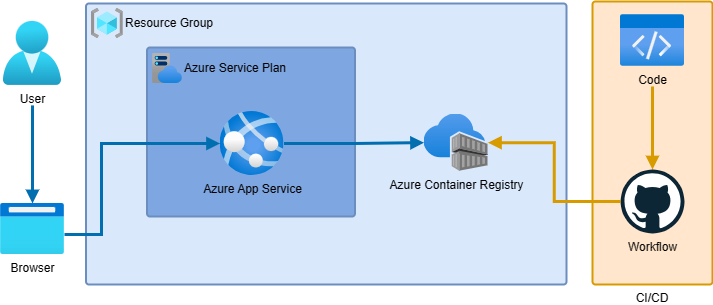 Resource Group
Azure Service Plan
User
Code
Azure App Service
Azure Container Registry
Workflow
Browser
CI/CD